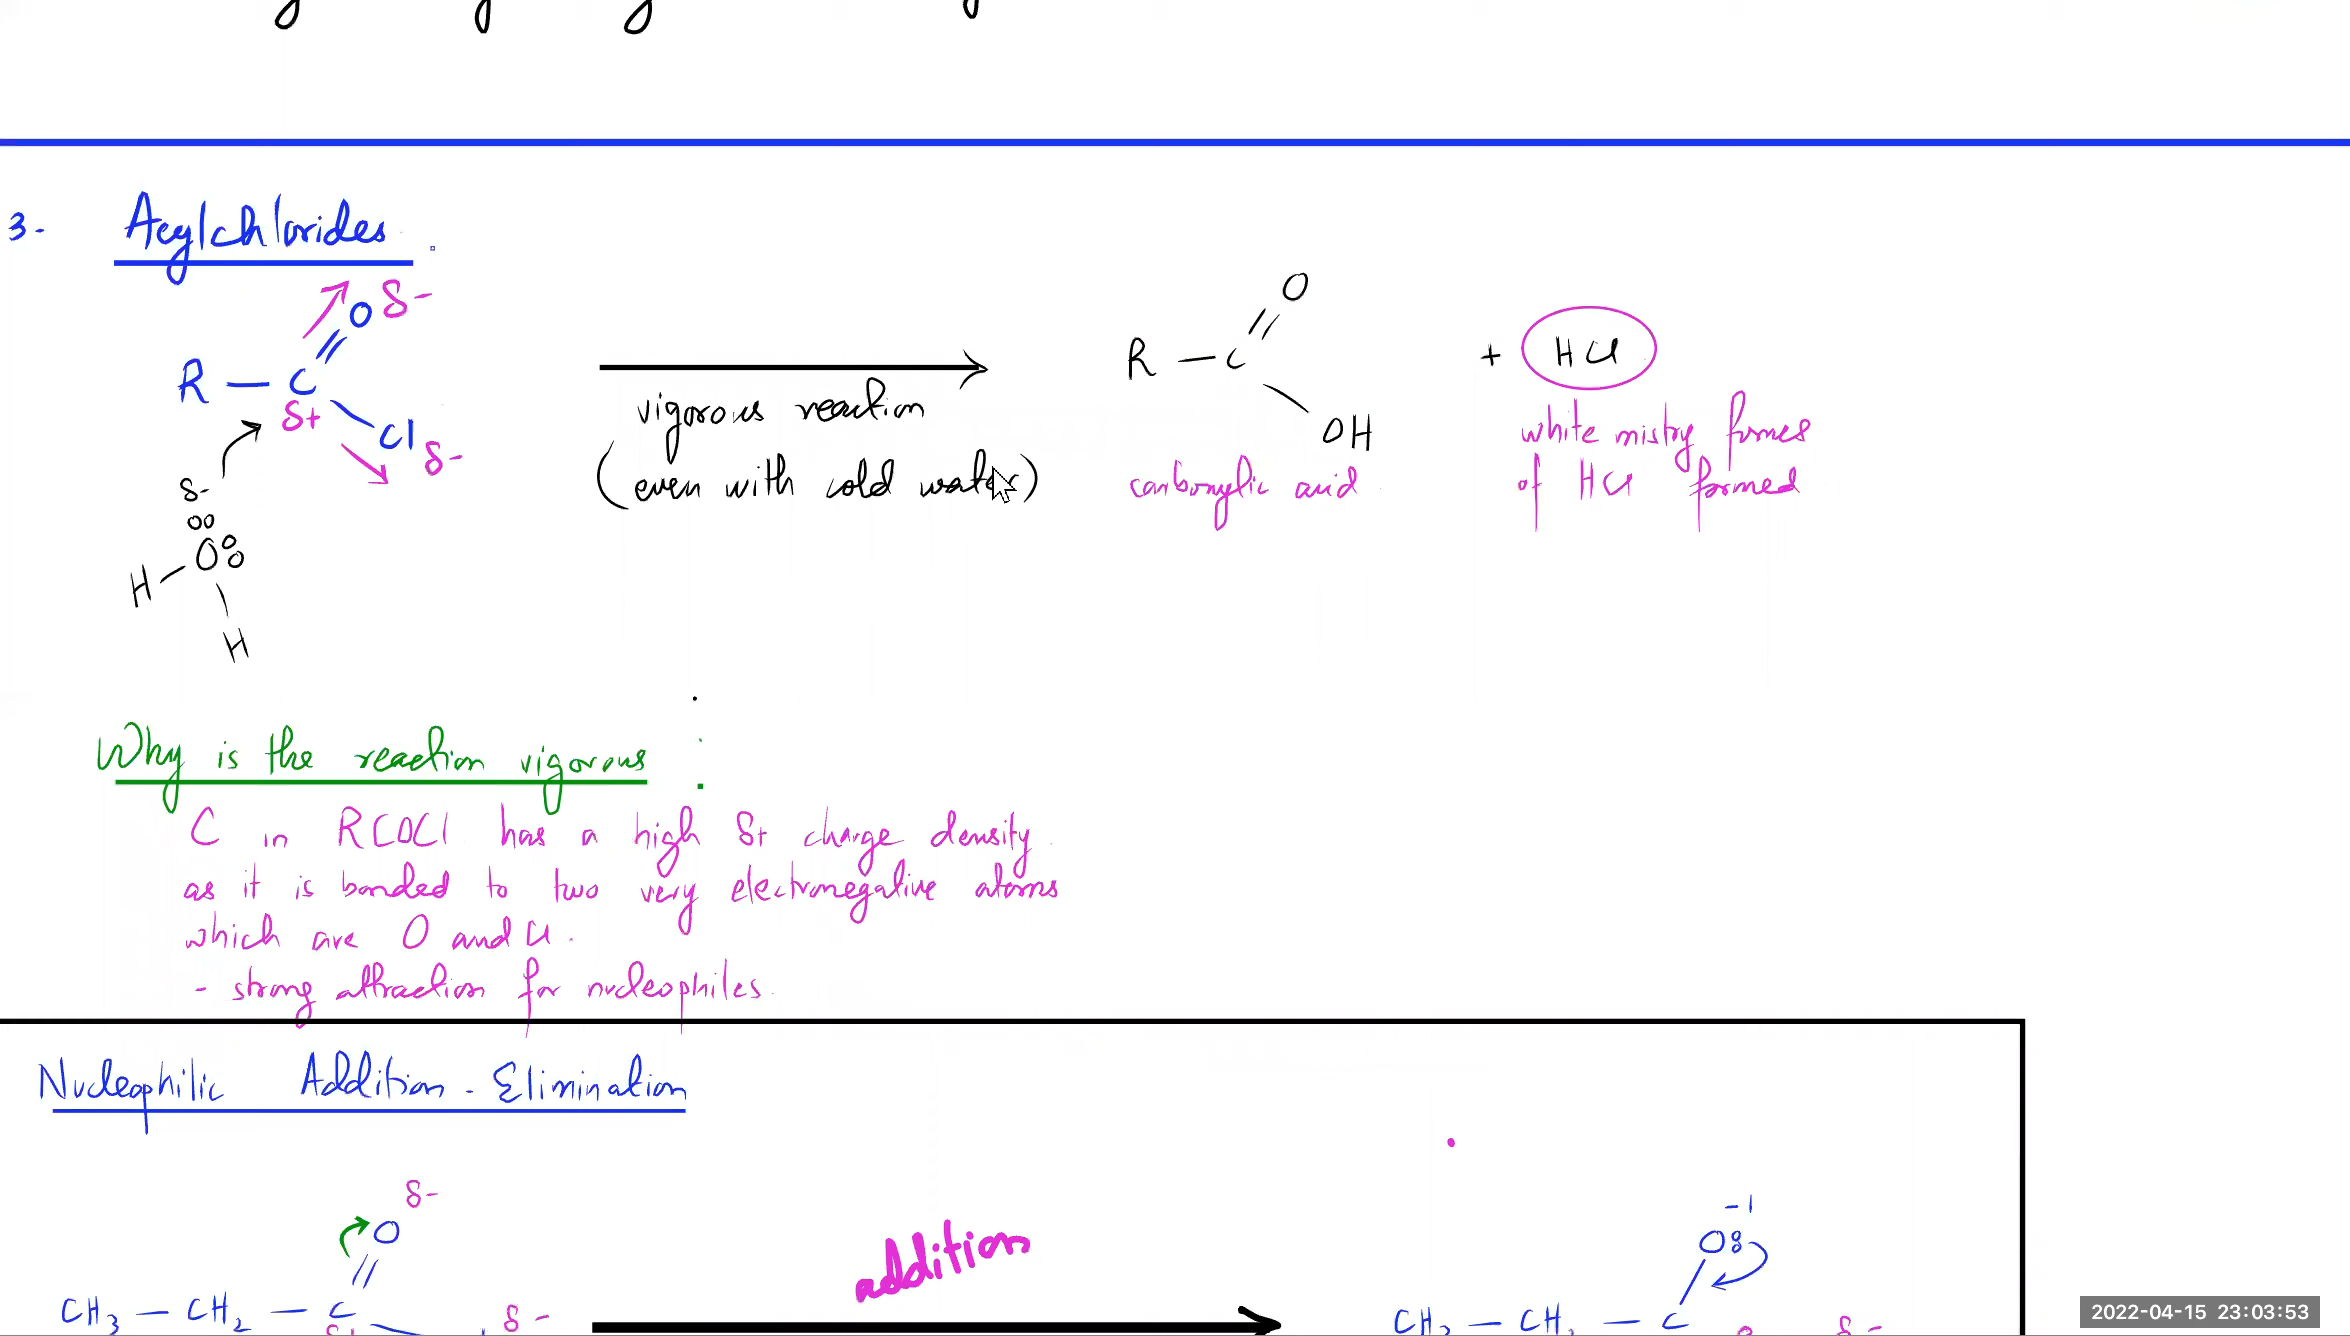 3. Acylchlorides
O δ-
R — C
δ+
Cl δ-
δ-
H O
H
vigorous reaction
(even with cold water)
O
R — C
OH
carboxylic acid
+ HCl
white mistry fumes
of HCl formed
Why is the reaction vigorous
C in RCOCl has a high δ+ charge density
as it is bonded to two very electronegative atoms
which are O and Cl.
- strong attraction for nucleophiles.
Nucleophilic Addition - Elimination
δ-
O
CH3 — CH2 — C
δ+
δ-
addition
-1
O
CH3 — CH2 — C
δ-
2022-04-15 23:03:53